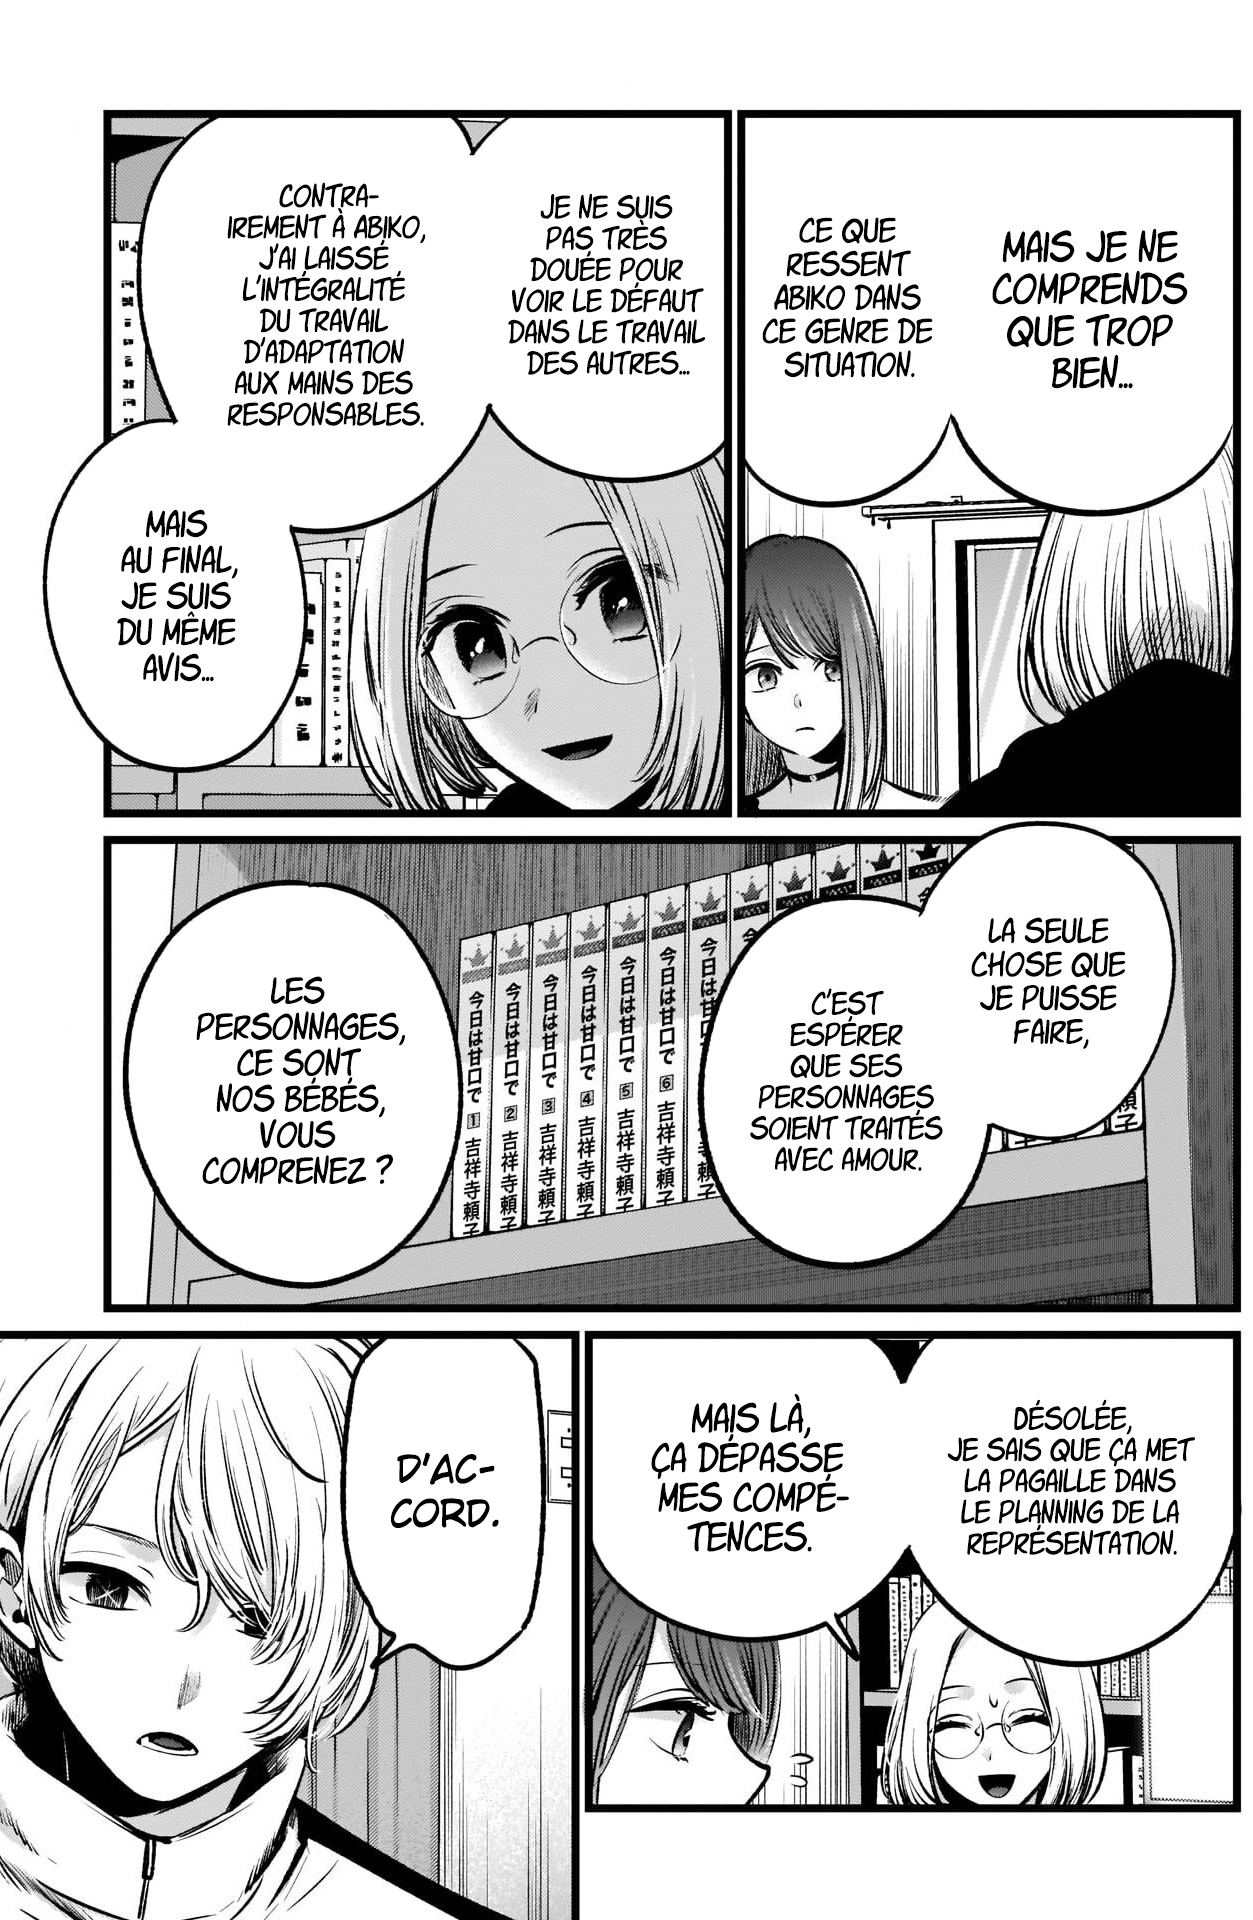 MAIS JE NE
COMPRENDS
QUE TROP
BIEN...
CE QUE
RESSENT
ABIKO DANS
CE GENRE DE
SITUATION.
JE NE SUIS
PAS TRÈS
DOUÉE POUR
VOIR LE DÉFAUT
DANS LE TRAVAIL
DES AUTRES...
CONTRA-
IREMENT À ABIKO,
J'AI LAISSÉ
L'INTÉGRALITÉ
DU TRAVAIL
D'ADAPTATION
AUX MAINS DES
RESPONSABLES.
MAIS
AU FINAL,
JE SUIS
DU MÊME
AVIS...
LA SEULE
CHOSE QUE
JE PUISSE
FAIRE,
C'EST
ESPÉRER
QUE SES
PERSONNAGES
SOIENT TRAITÉS
AVEC AMOUR.
今日は甘口で 6 吉祥寺頼子
今日は甘口で 5 吉祥寺頼子
今日は甘口で 4 吉祥寺頼子
今日は甘口で 3 吉祥寺頼子
今日は甘口で 2 吉祥寺頼子
今日は甘口で 1 吉祥寺頼子
LES
PERSONNAGES,
CE SONT
NOS BÉBÉS,
VOUS
COMPRENEZ ?
DÉSOLÉE,
JE SAIS QUE ÇA MET
LA PAGAILLE DANS
LE PLANNING DE LA
REPRÉSENTATION.
MAIS LÀ,
ÇA DÉPASSE
MES COMPÉ-
TENCES.
D'AC-
CORD.